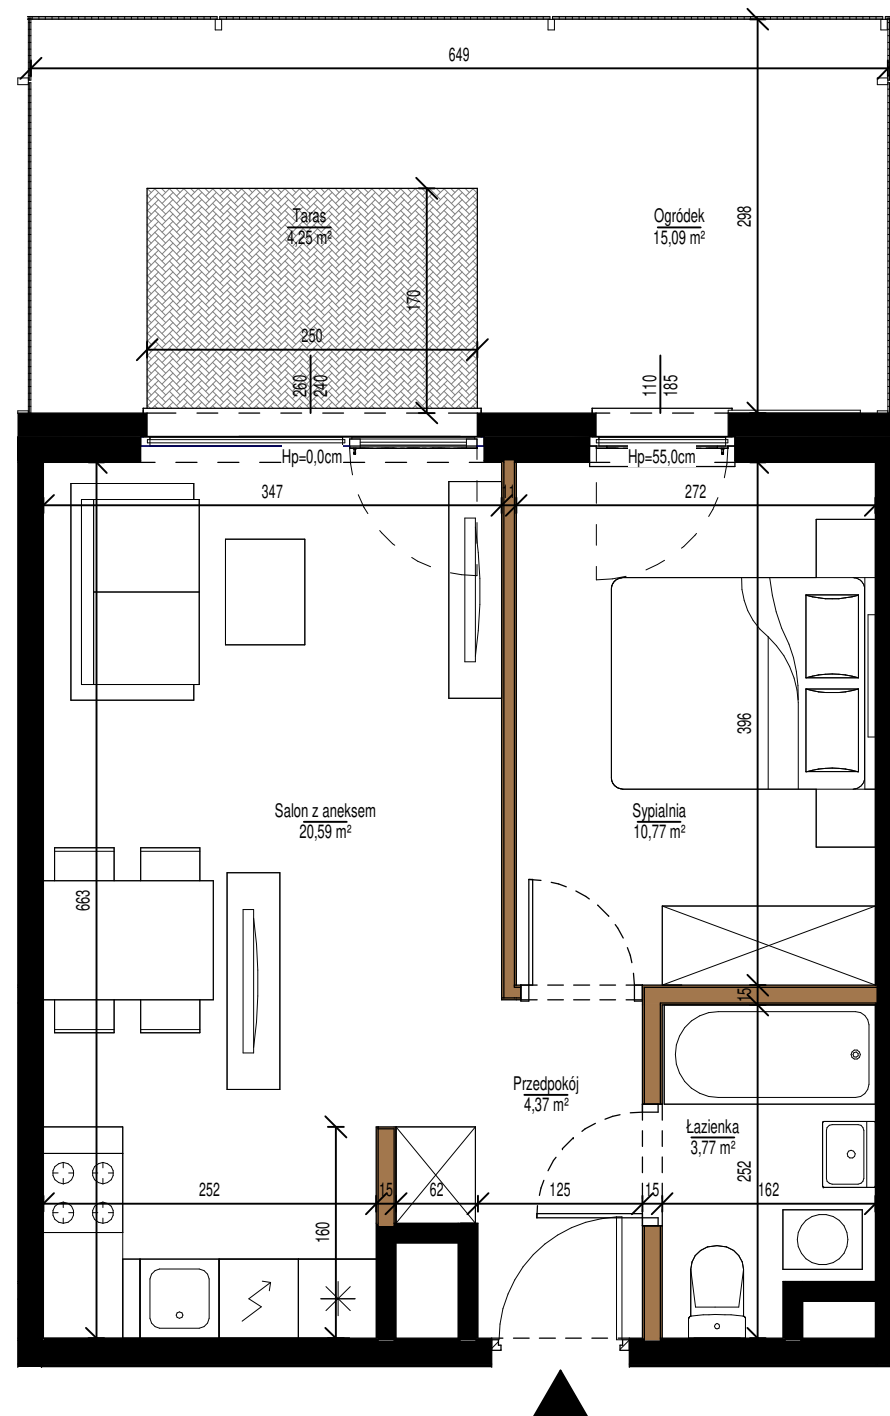 649
298
Taras
4,25 m²
Ogródek
15,09 m²
170
250
260
240
110
185
Hp=0,0cm
Hp=55,0cm
347
11
272
396
Salon z aneksem
20,59 m²
Sypialnia
10,77 m²
663
15
Przedpokój
4,37 m²
Łazienka
3,77 m²
252
252
15
62
125
15
162
160